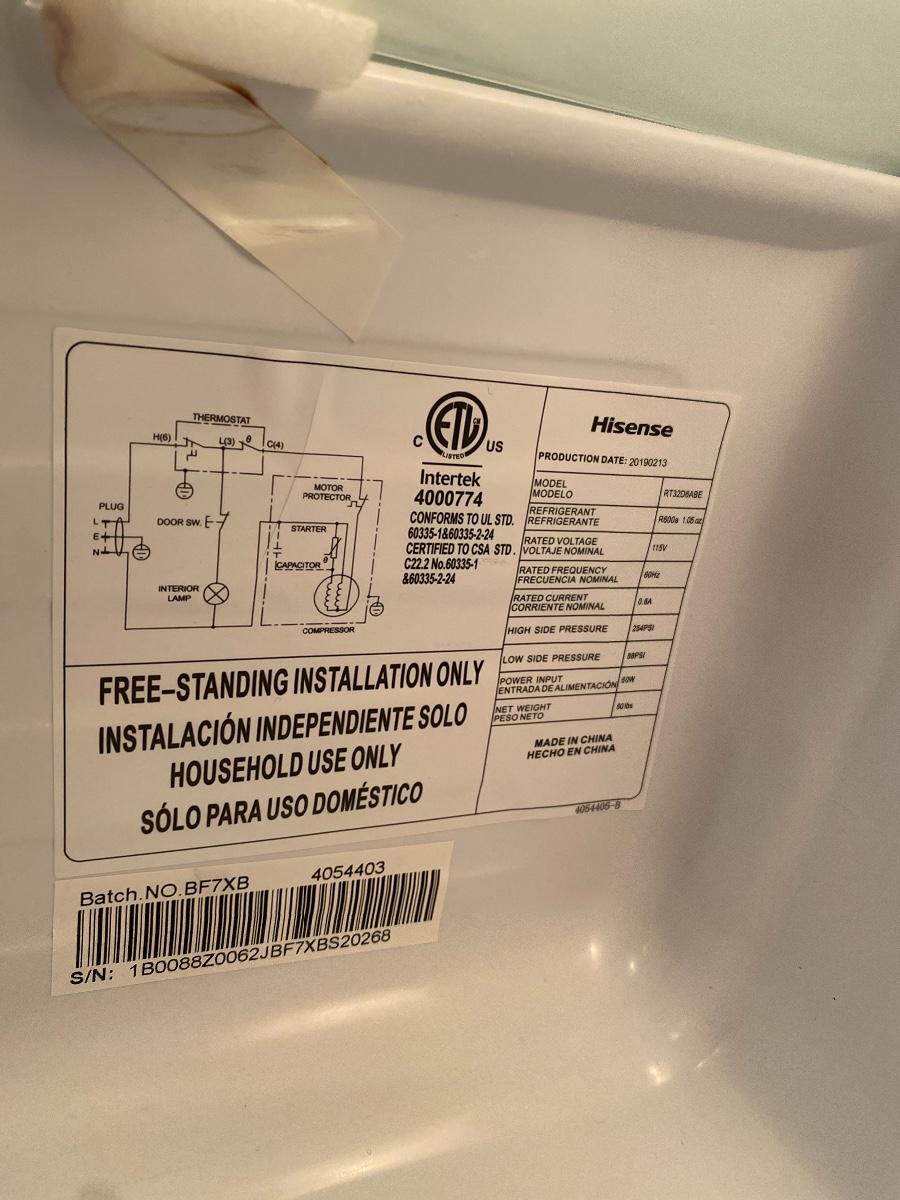 THERMOSTAT
H(6)
L(3)
θ
C(4)
PLUG
L
E
N
DOOR SW.
INTERIOR
LAMP
MOTOR
PROTECTOR
STARTER
θ
CAPACITOR
COMPRESSOR
C
ETL
CM
LISTED
US
Intertek
4000774
CONFORMS TO UL STD.
60335-1&60335-2-24
CERTIFIED TO CSA STD.
C22.2 No.60335-1
&60335-2-24
FREE–STANDING INSTALLATION ONLY
INSTALACIÓN INDEPENDIENTE SOLO
HOUSEHOLD USE ONLY
SÓLO PARA USO DOMÉSTICO
Hisense
PRODUCTION DATE: 20190213
MODEL
MODELO
RT32D6ABE
REFRIGERANT
REFRIGERANTE
R600a 1.05 oz
RATED VOLTAGE
VOLTAJE NOMINAL
115V
RATED FREQUENCY
FRECUENCIA NOMINAL
60Hz
RATED CURRENT
CORRIENTE NOMINAL
0.8A
HIGH SIDE PRESSURE
254PSI
LOW SIDE PRESSURE
88PSI
POWER INPUT
ENTRADA DE ALIMENTACIÓN
60W
NET WEIGHT
PESO NETO
60 lbs
MADE IN CHINA
HECHO EN CHINA
4054405-B
Batch.NO.BF7XB 4054403
S/N: 1B0088Z0062JBF7XBS20268